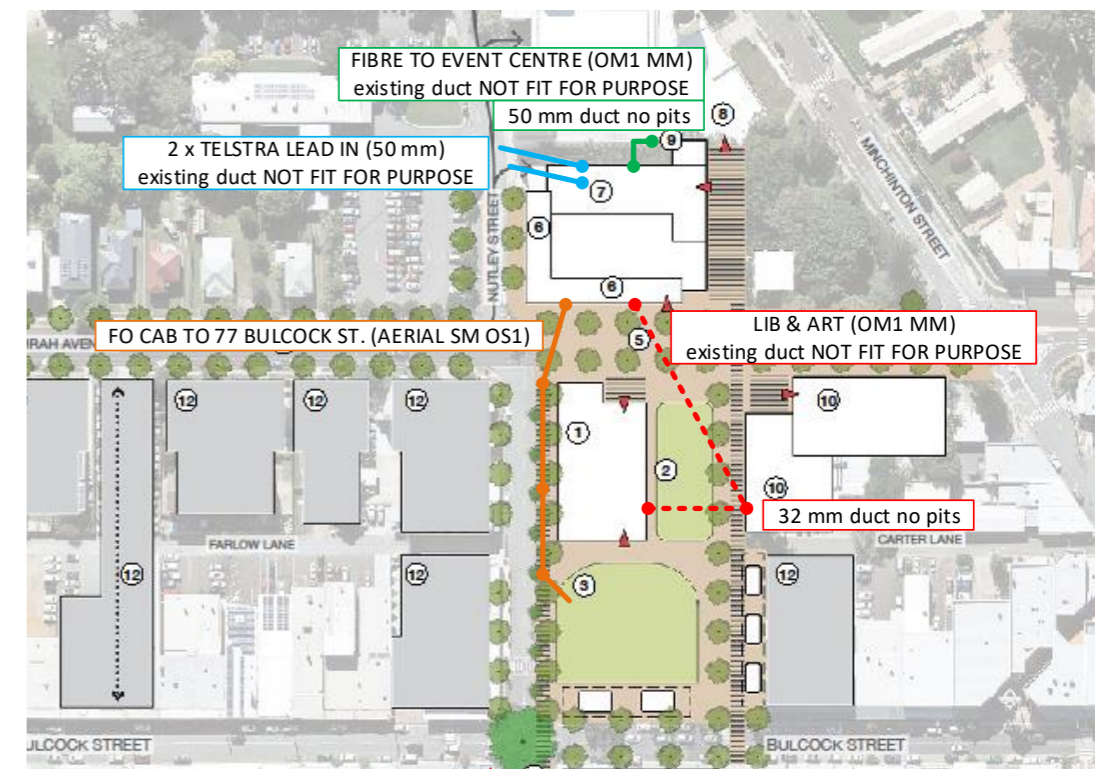 FIBRE TO EVENT CENTRE (OM1 MM)
existing duct NOT FIT FOR PURPOSE
50 mm duct no pits
8
9
2 x TELSTRA LEAD IN (50 mm)
existing duct NOT FIT FOR PURPOSE
MINCHINTON STREET
7
6
NUTLEY STREET
6
FO CAB TO 77 BULCOCK ST. (AERIAL SM OS1)
LIB & ART (OM1 MM)
existing duct NOT FIT FOR PURPOSE
5
RAH AVEN
12
12
12
10
1
2
10
32 mm duct no pits
FARLOW LANE
CARTER LANE
12
12
3
12
ULCOCK STREET
BULCOCK STREET